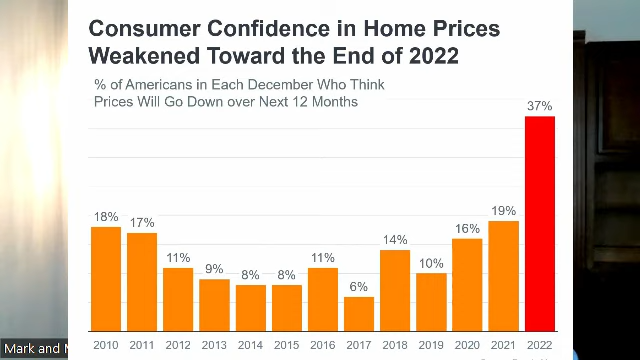 Consumer Confidence in Home Prices
Weakened Toward the End of 2022
% of Americans in Each December Who Think
Prices Will Go Down over Next 12 Months
37%
18%
17%
11%
9%
8%
8%
11%
6%
14%
10%
16%
19%
2010 2011 2012 2013 2014 2015 2016 2017 2018 2019 2020 2021 2022
Mark and